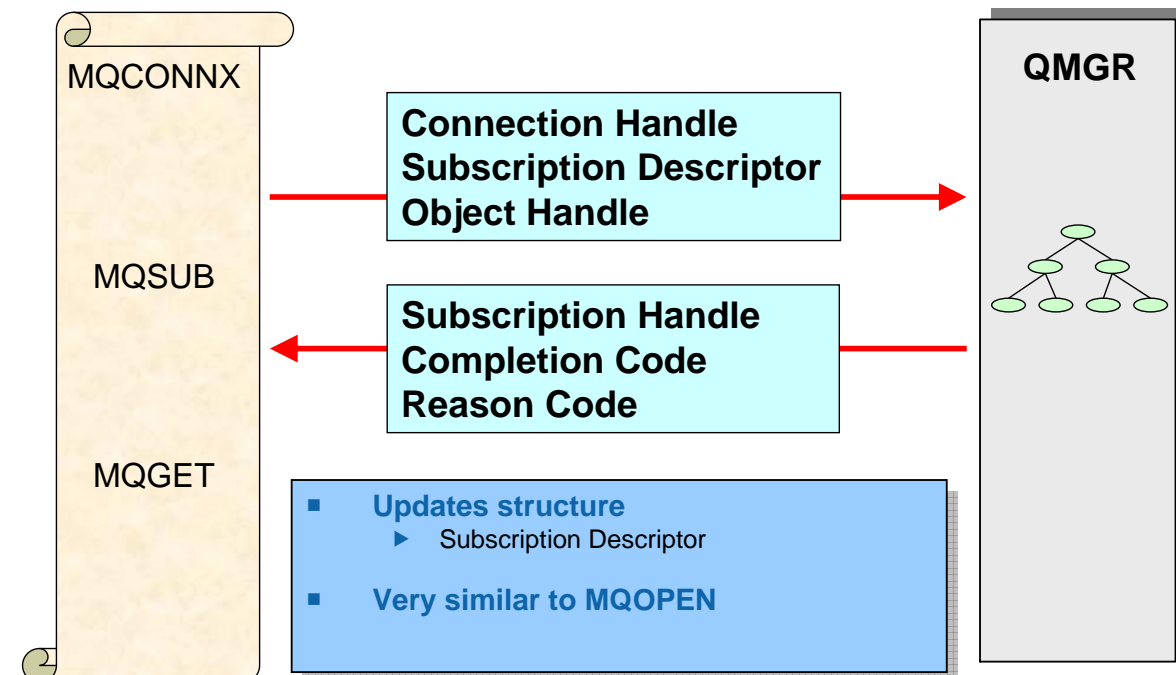 MQCONNX
MQSUB
MQGET
Connection Handle
Subscription Descriptor
Object Handle
Subscription Handle
Completion Code
Reason Code
Updates structure
Subscription Descriptor
Very similar to MQOPEN
QMGR